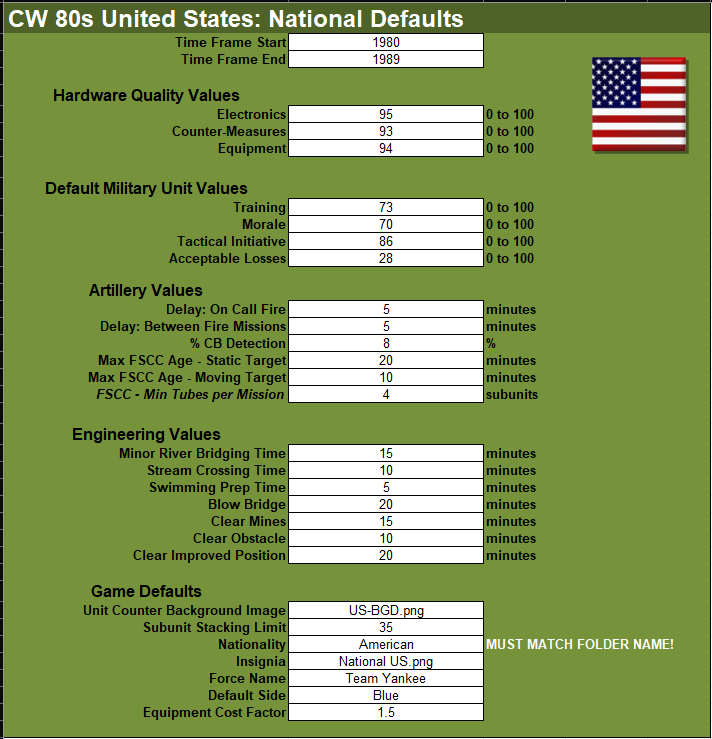 CW 80s United States: National Defaults
Time Frame Start 1980
Time Frame End 1989
Hardware Quality Values
Electronics 95 0 to 100
Counter-Measures 93 0 to 100
Equipment 94 0 to 100
Default Military Unit Values
Training 73 0 to 100
Morale 70 0 to 100
Tactical Initiative 86 0 to 100
Acceptable Losses 28 0 to 100
Artillery Values
Delay: On Call Fire 5 minutes
Delay: Between Fire Missions 5 minutes
% CB Detection 8 %
Max FSCC Age - Static Target 20 minutes
Max FSCC Age - Moving Target 10 minutes
FSCC - Min Tubes per Mission 4 subunits
Engineering Values
Minor River Bridging Time 15 minutes
Stream Crossing Time 10 minutes
Swimming Prep Time 5 minutes
Blow Bridge 20 minutes
Clear Mines 15 minutes
Clear Obstacle 10 minutes
Clear Improved Position 20 minutes
Game Defaults
Unit Counter Background Image US-BGD.png
Subunit Stacking Limit 35
Nationality American MUST MATCH FOLDER NAME!
Insignia National US.png
Force Name Team Yankee
Default Side Blue
Equipment Cost Factor 1.5